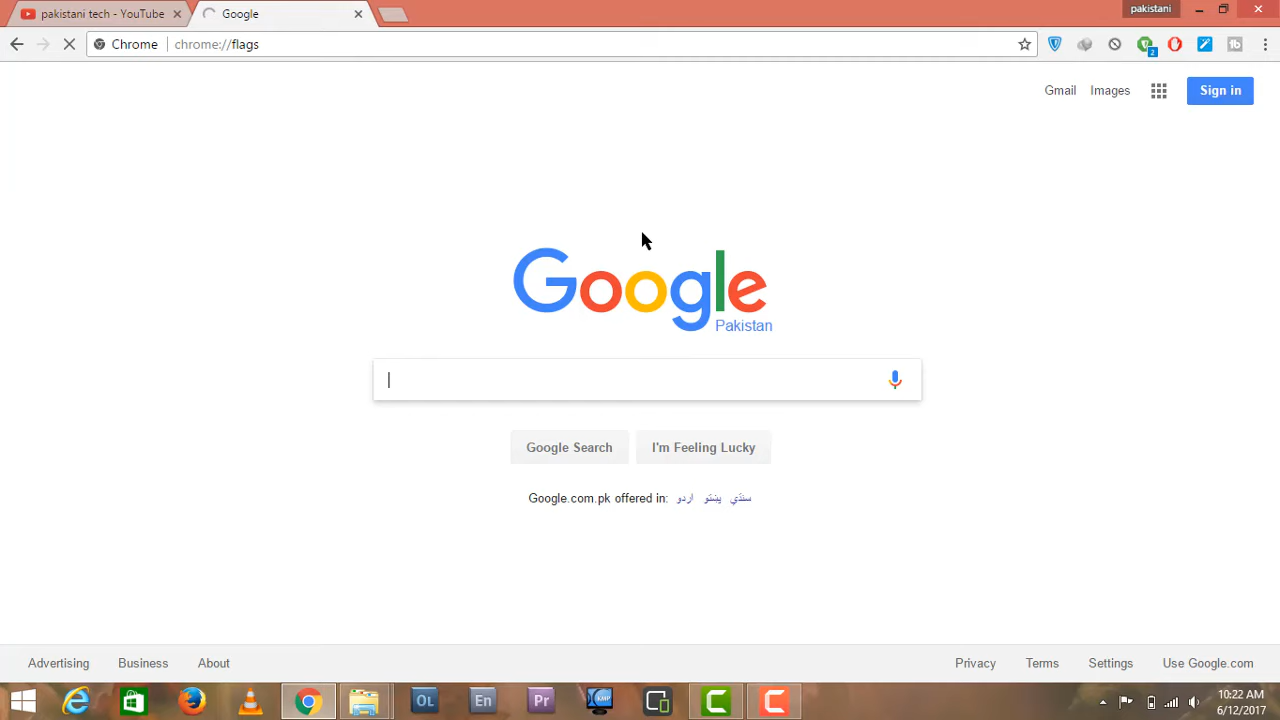 pakistani tech - YouTube
Google
pakistani
Chrome
chrome://flags
2
Gmail
Images
Sign in
Google
Pakistan
Google Search
I'm Feeling Lucky
Google.com.pk offered in: اردو پښتو سنڌي
Advertising
Business
About
Privacy
Terms
Settings
Use Google.com
OL
En
Pr
KMP
C
C
10:22 AM
6/12/2017